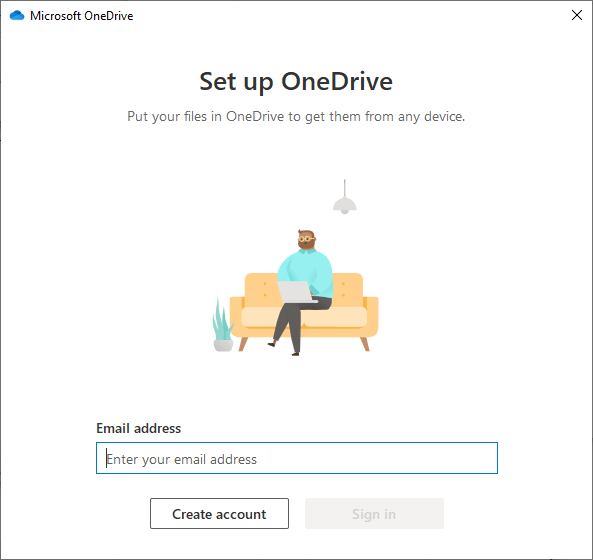 Microsoft OneDrive
Set up OneDrive
Put your files in OneDrive to get them from any device.
Email address
Enter your email address
Create account
Sign in